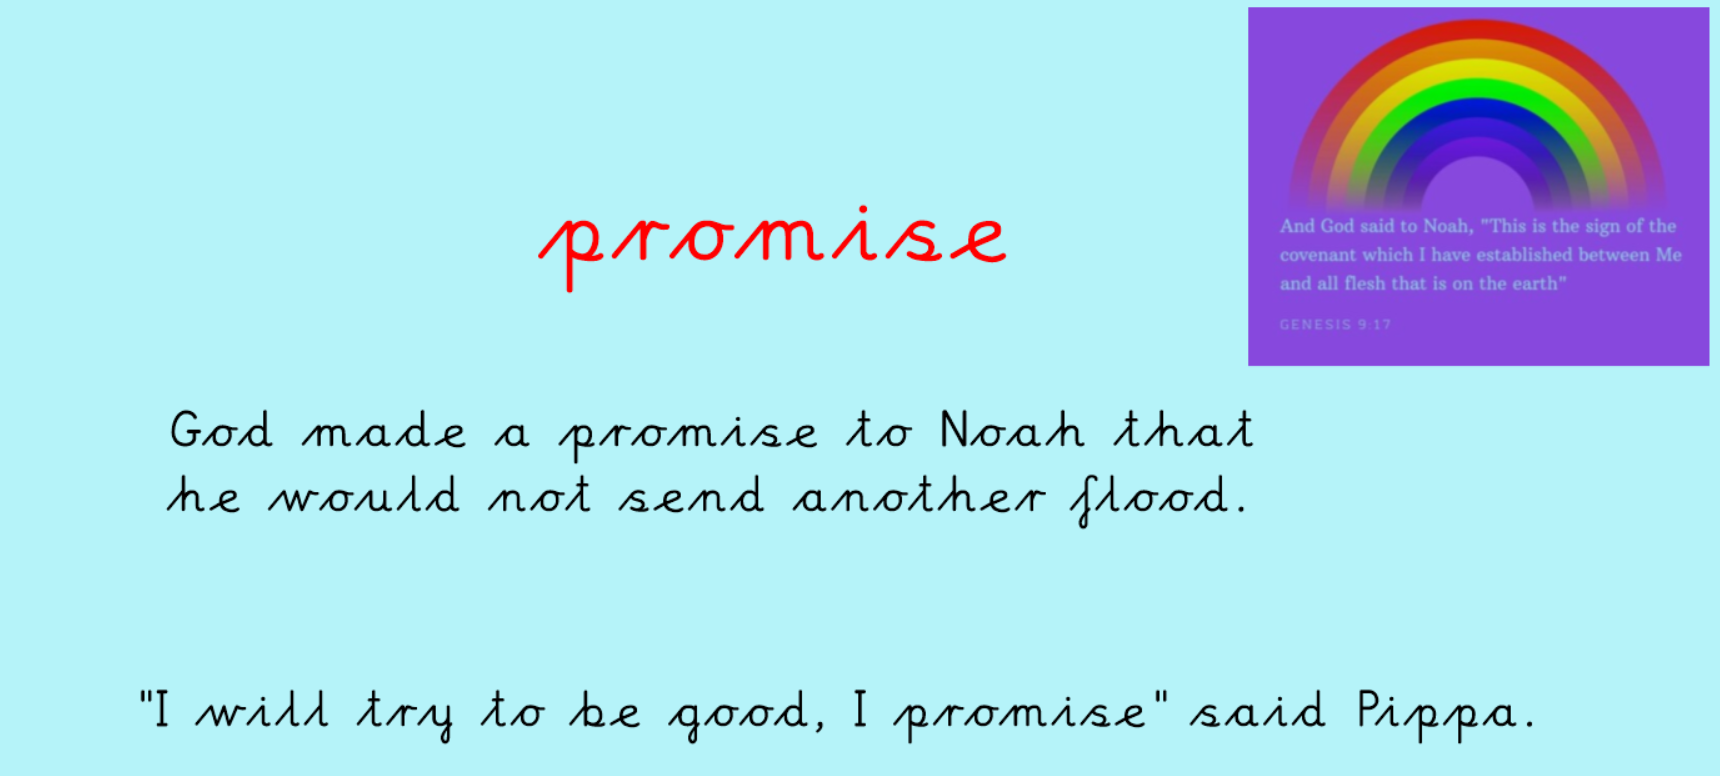 promise
And God said to Noah, "This is the sign of the
covenant which I have established between Me
and all flesh that is on the earth"
GENESIS 9:17
God made a promise to Noah that
he would not send another flood.
"I will try to be good, I promise" said Pippa.